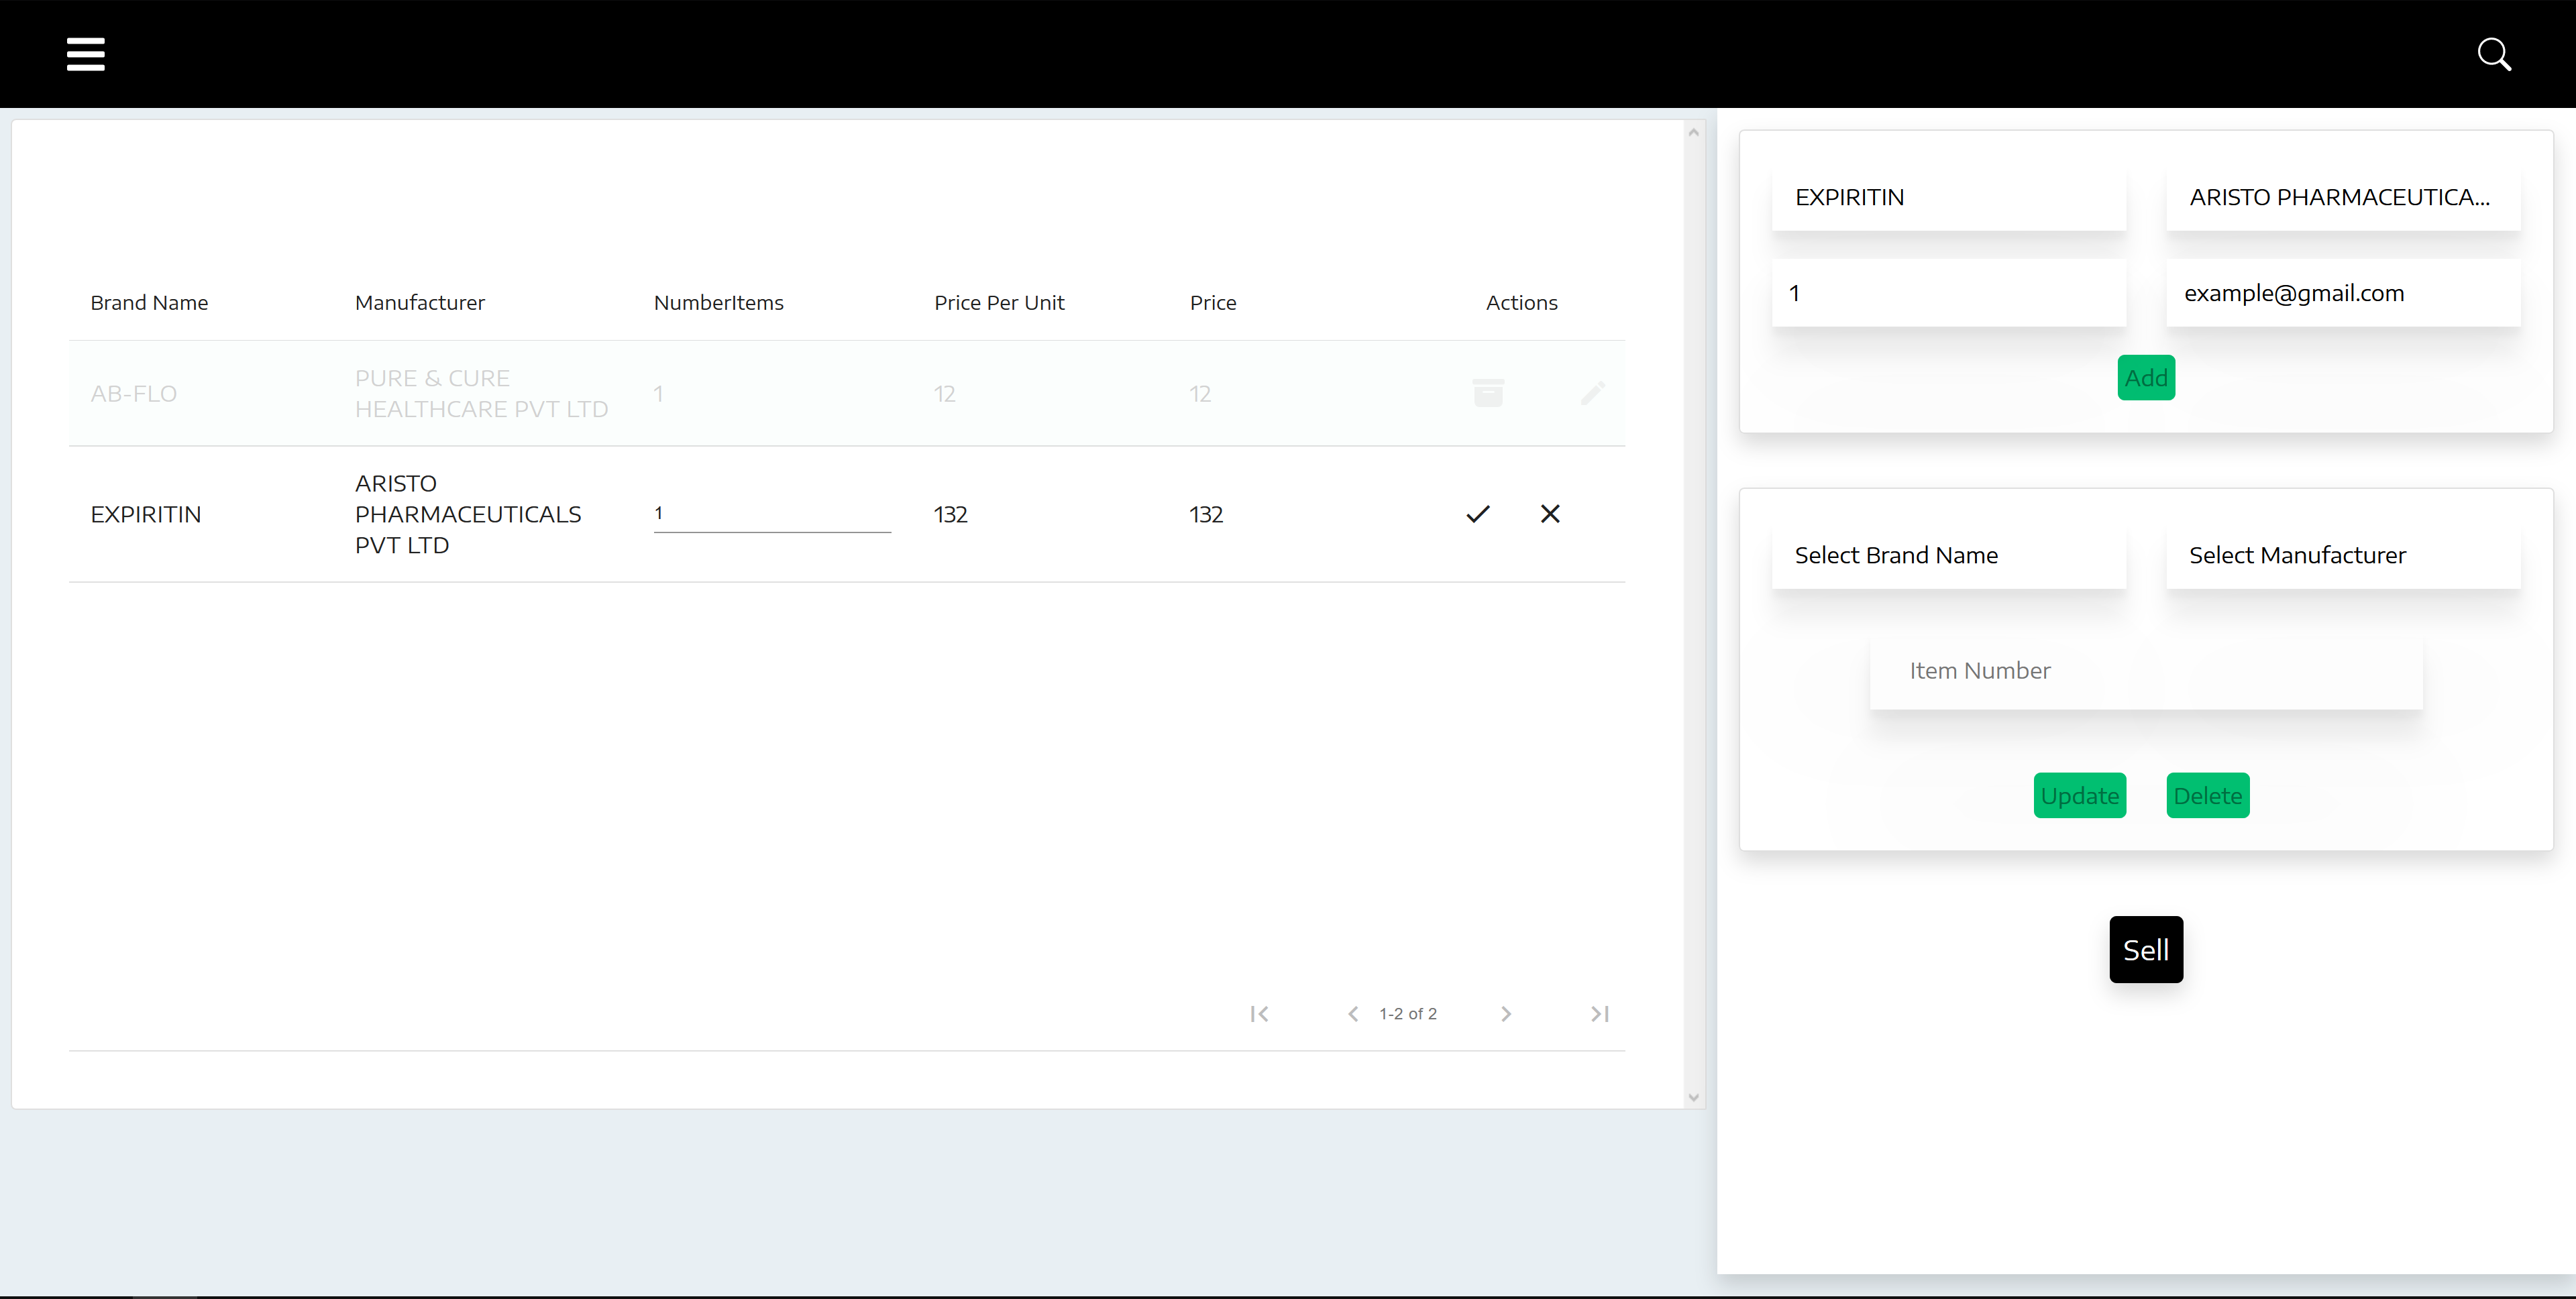 Brand Name Manufacturer NumberItems Price Per Unit Price Actions
AB-FLO PURE & CURE HEALTHCARE PVT LTD 1 12 12
EXPIRITIN ARISTO PHARMACEUTICALS PVT LTD 1 132 132
1-2 of 2
EXPIRITIN ARISTO PHARMACEUTICA...
1 example@gmail.com
Add
Select Brand Name Select Manufacturer
Item Number
Update Delete
Sell